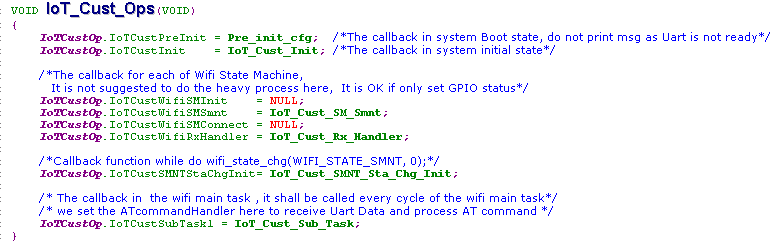 VOID IoT_Cust_Ops(VOID)
{
IoTCustOp.IoTCustPreInit = Pre_init_cfg; /*The callback in system Boot state, do not print msg as Uart is not ready*/
IoTCustOp.IoTCustInit = IoT_Cust_Init; /*The callback in system initial state*/
/*The callback for each of Wifi State Machine,
It is not suggested to do the heavy process here, It is OK if only set GPIO status*/
IoTCustOp.IoTCustWifiSMInit = NULL;
IoTCustOp.IoTCustWifiSMSmnt = IoT_Cust_SM_Smnt;
IoTCustOp.IoTCustWifiSMConnect = NULL;
IoTCustOp.IoTCustWifiRxHandler = IoT_Cust_Rx_Handler;
/*Callback function while do wifi_state_chg(WIFI_STATE_SMNT, 0);*/
IoTCustOp.IoTCustSMNTStaChgInit= IoT_Cust_SMNT_Sta_Chg_Init;
/* The callback in the wifi main task , it shall be called every cycle of the wifi main task*/
/* we set the ATcommandHandler here to receive Uart Data and process AT command */
IoTCustOp.IoTCustSubTask1 = IoT_Cust_Sub_Task;
}